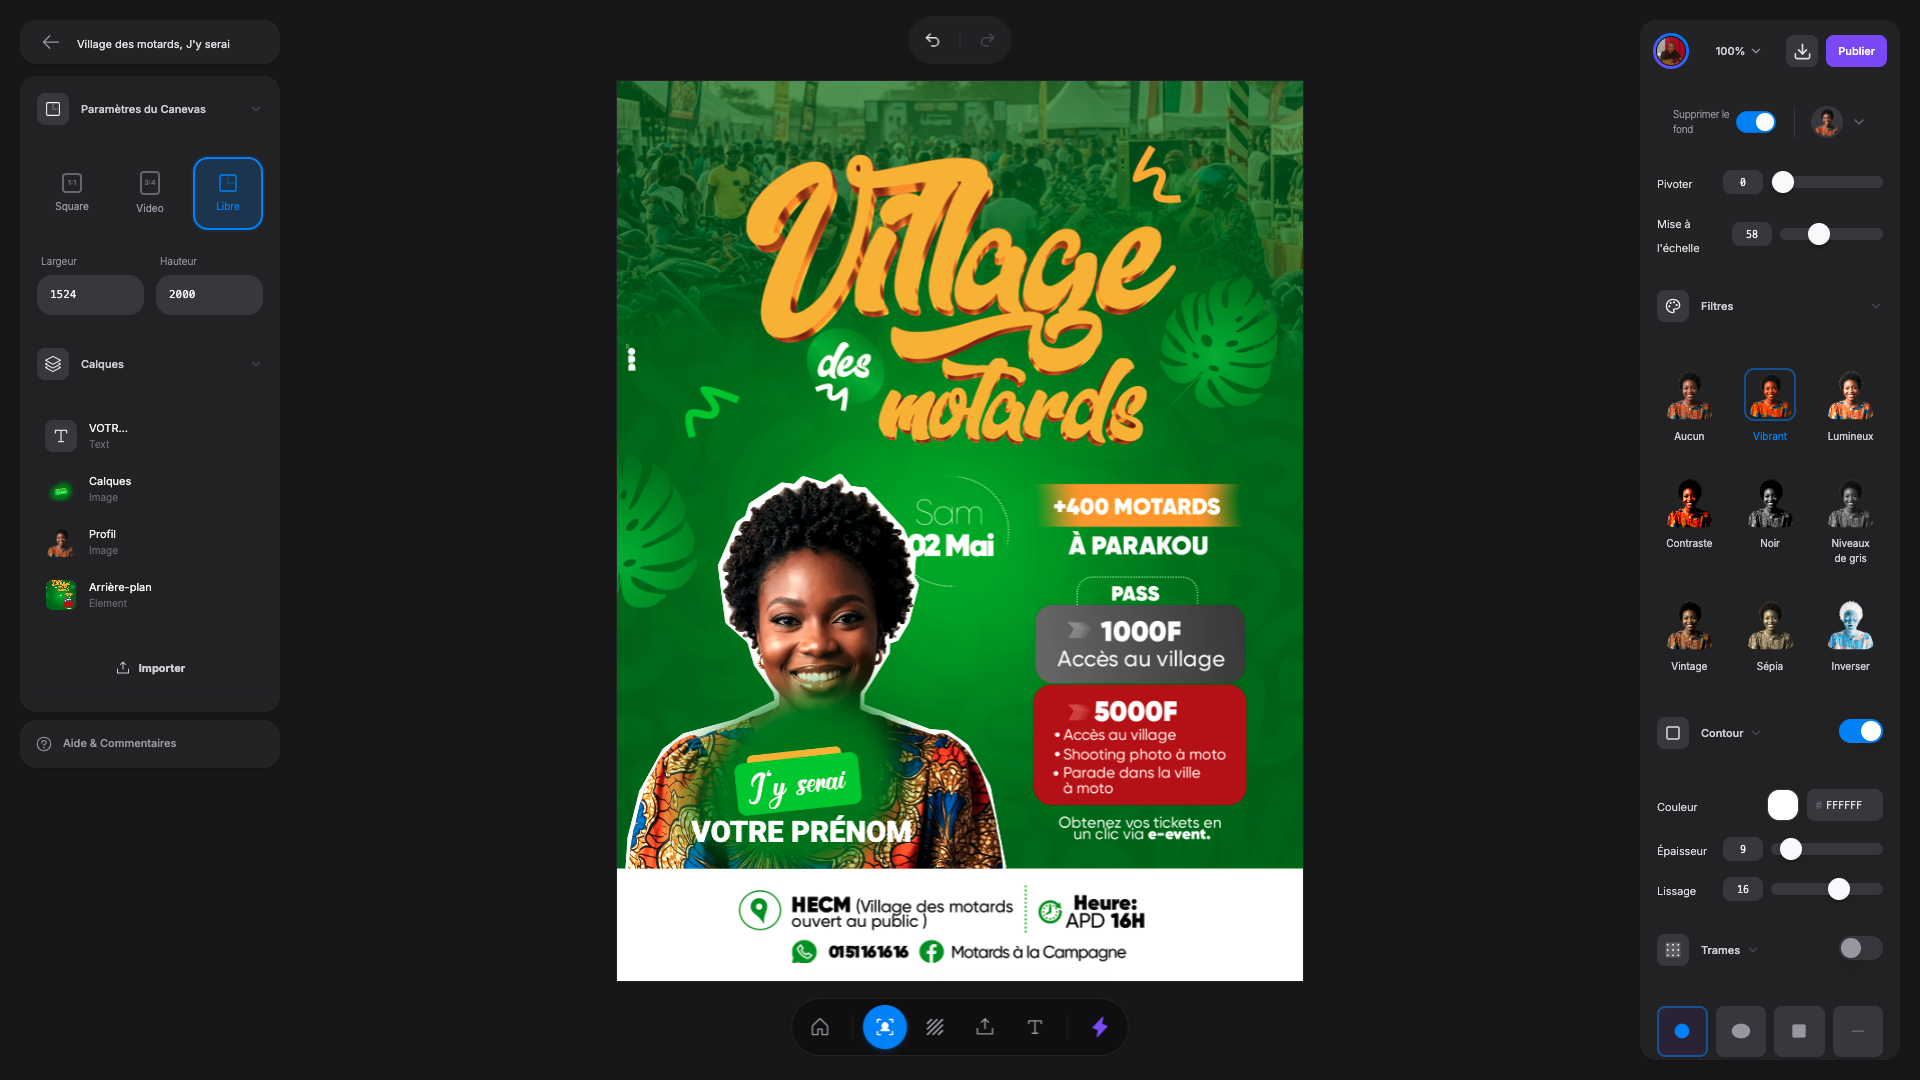 Village des motards, J'y serai
Paramètres du Canevas
1:1
Square
3:4
Video
Libre
Largeur
Hauteur
1524
2000
Calques
VOTR...
Text
Calques
Image
Profil
Image
Arrière-plan
Element
Importer
Aide & Commentaires
Village
des
motards
Sam
02 Mai
+400 MOTARDS
À PARAKOU
PASS
1000F
Accès au village
5000F
• Accès au village
• Shooting photo à moto
• Parade dans la ville
à moto
Obtenez vos tickets en
un clic via e-event.
J'y serai
VOTRE PRÉNOM
HECM (Village des motards
ouvert au public )
Heure:
APD 16H
0151161616
Motards à la Campagne
100%
Publier
Supprimer le
fond
Pivoter
0
Mise à
l'échelle
58
Filtres
Aucun
Vibrant
Lumineux
Contraste
Noir
Niveaux
de gris
Vintage
Sépia
Inverser
Contour
Couleur
# FFFFFF
Épaisseur
9
Lissage
16
Trames